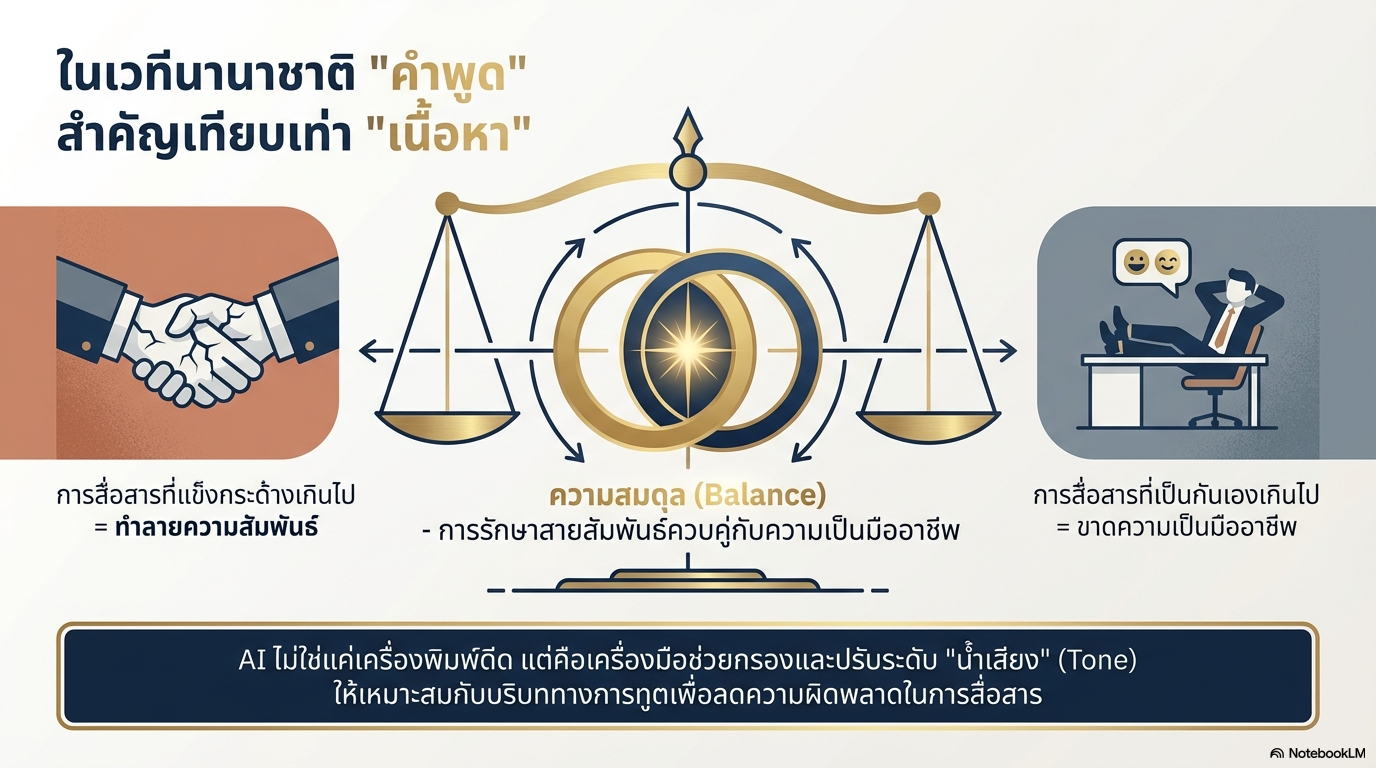 ในเวทีนานาชาติ "คำพูด"
สำคัญเทียบเท่า "เนื้อหา"
การสื่อสารที่แข็งกระด้างเกินไป
= ทำลายความสัมพันธ์
ความสมดุล (Balance)
- การรักษาสายสัมพันธ์ควบคู่กับความเป็นมืออาชีพ
การสื่อสารที่เป็นกันเองเกินไป
= ขาดความเป็นมืออาชีพ
AI ไม่ใช่แค่เครื่องพิมพ์ดีด แต่คือเครื่องมือช่วยกรองและปรับระดับ "น้ำเสียง" (Tone)
ให้เหมาะสมกับบริบททางการทูตเพื่อลดความผิดพลาดในการสื่อสาร
NotebookLM